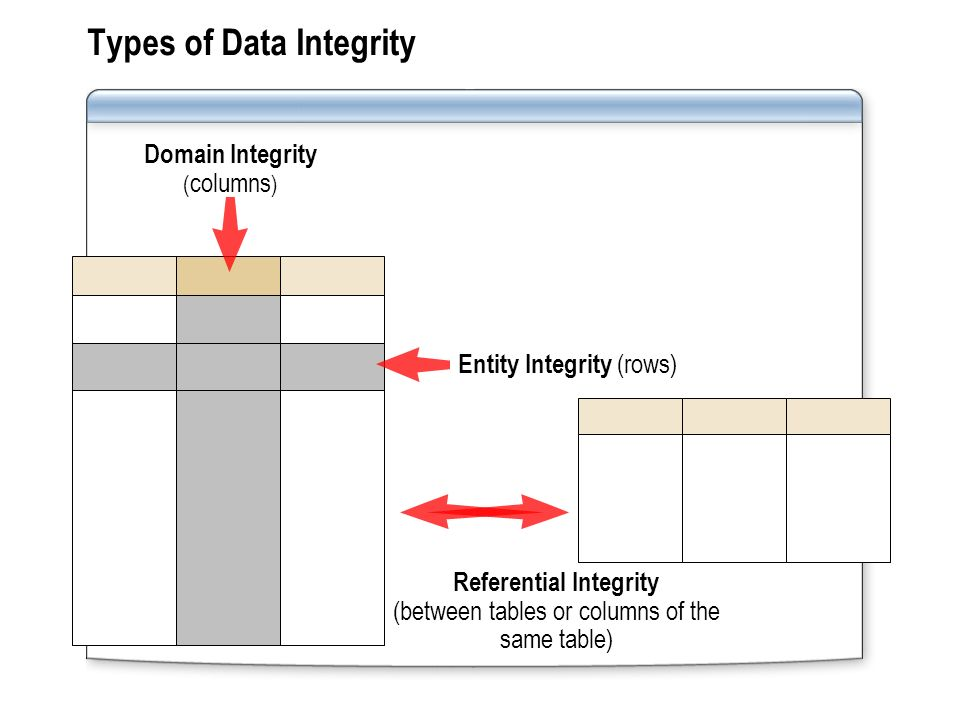 Types of Data Integrity
Domain Integrity
(columns)
Entity Integrity (rows)
Referential Integrity
(between tables or columns of the
same table)